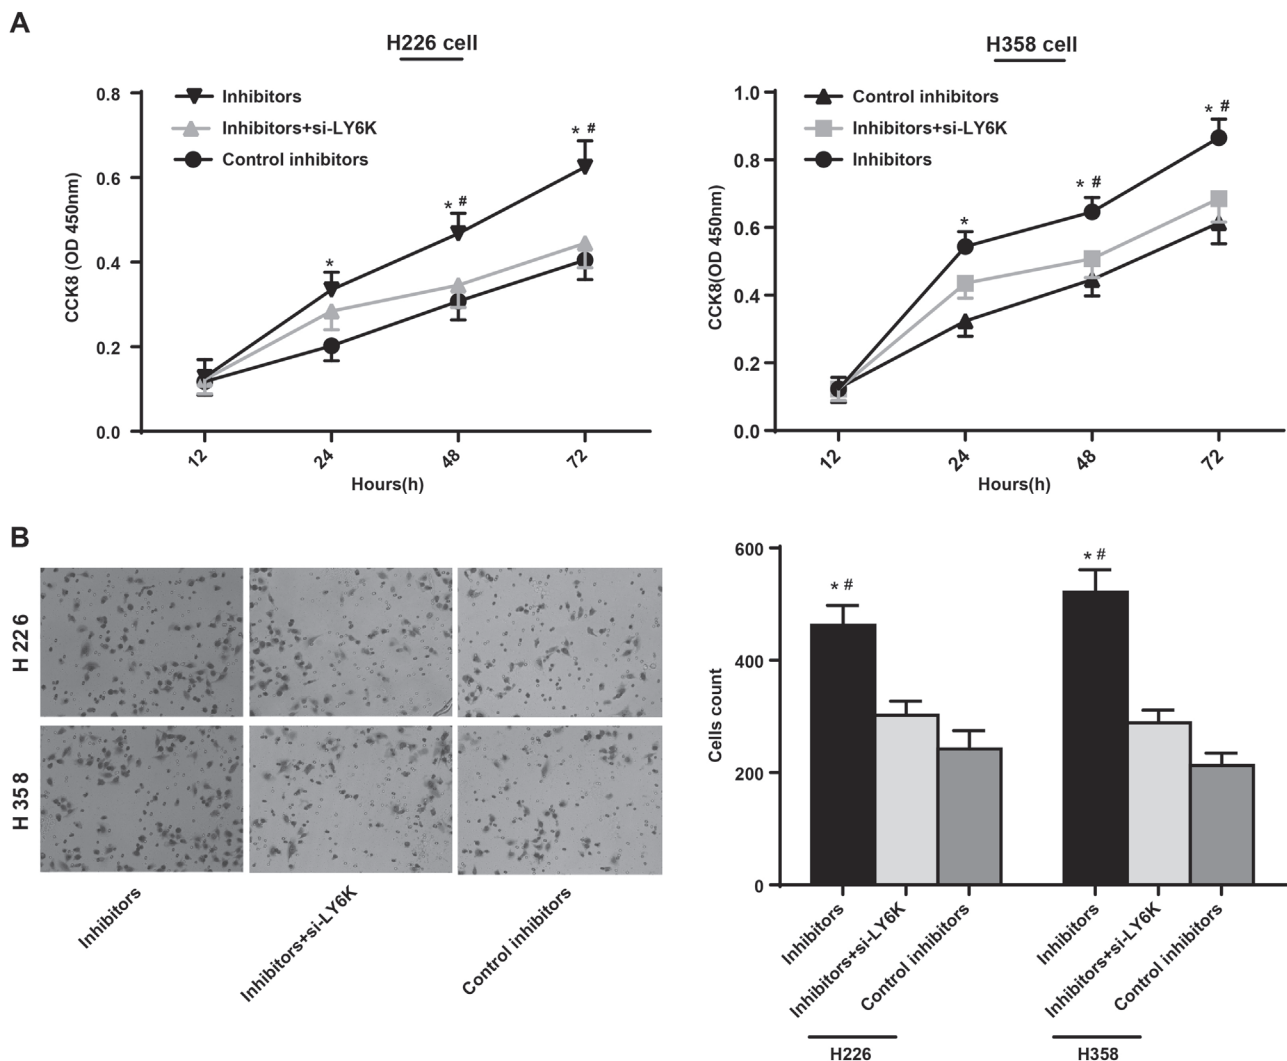 A
H226 cell
Inhibitors
Inhibitors+si-LY6K
Control inhibitors
0.8
0.6
0.4
0.2
0.0
CCK8 (OD 450nm)
*
* #
* #
12
24
48
72
Hours(h)
H358 cell
Control inhibitors
Inhibitors+si-LY6K
Inhibitors
1.0
0.8
0.6
0.4
0.2
0.0
CCK8(OD 450nm)
*
* #
* #
12
24
48
72
Hours(h)
B
H226
H358
Inhibitors
Inhibitors+si-LY6K
Control inhibitors
600
400
200
0
Cells count
* #
* #
Inhibitors
Inhibitors+si-LY6K
Control inhibitors
Inhibitors
Inhibitors+si-LY6K
Control inhibitors
H226
H358